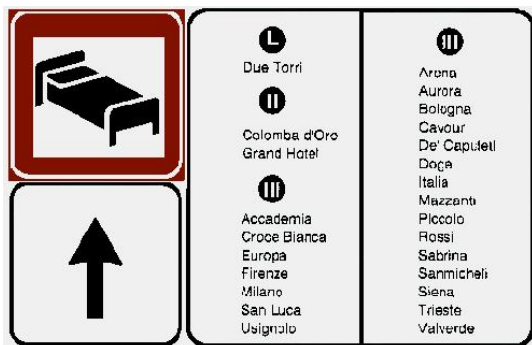 L
Due Torri
II
Colomba d'Oro
Grand Hotel
III
Accademia
Croce Bianca
Europa
Firenze
Milano
San Luca
Usignolo
III
Arena
Aurora
Bologna
Cavour
De' Capuleti
Doge
Italia
Mazzanti
Piccolo
Rossi
Sabrina
Sanmicheli
Siena
Trieste
Valverde